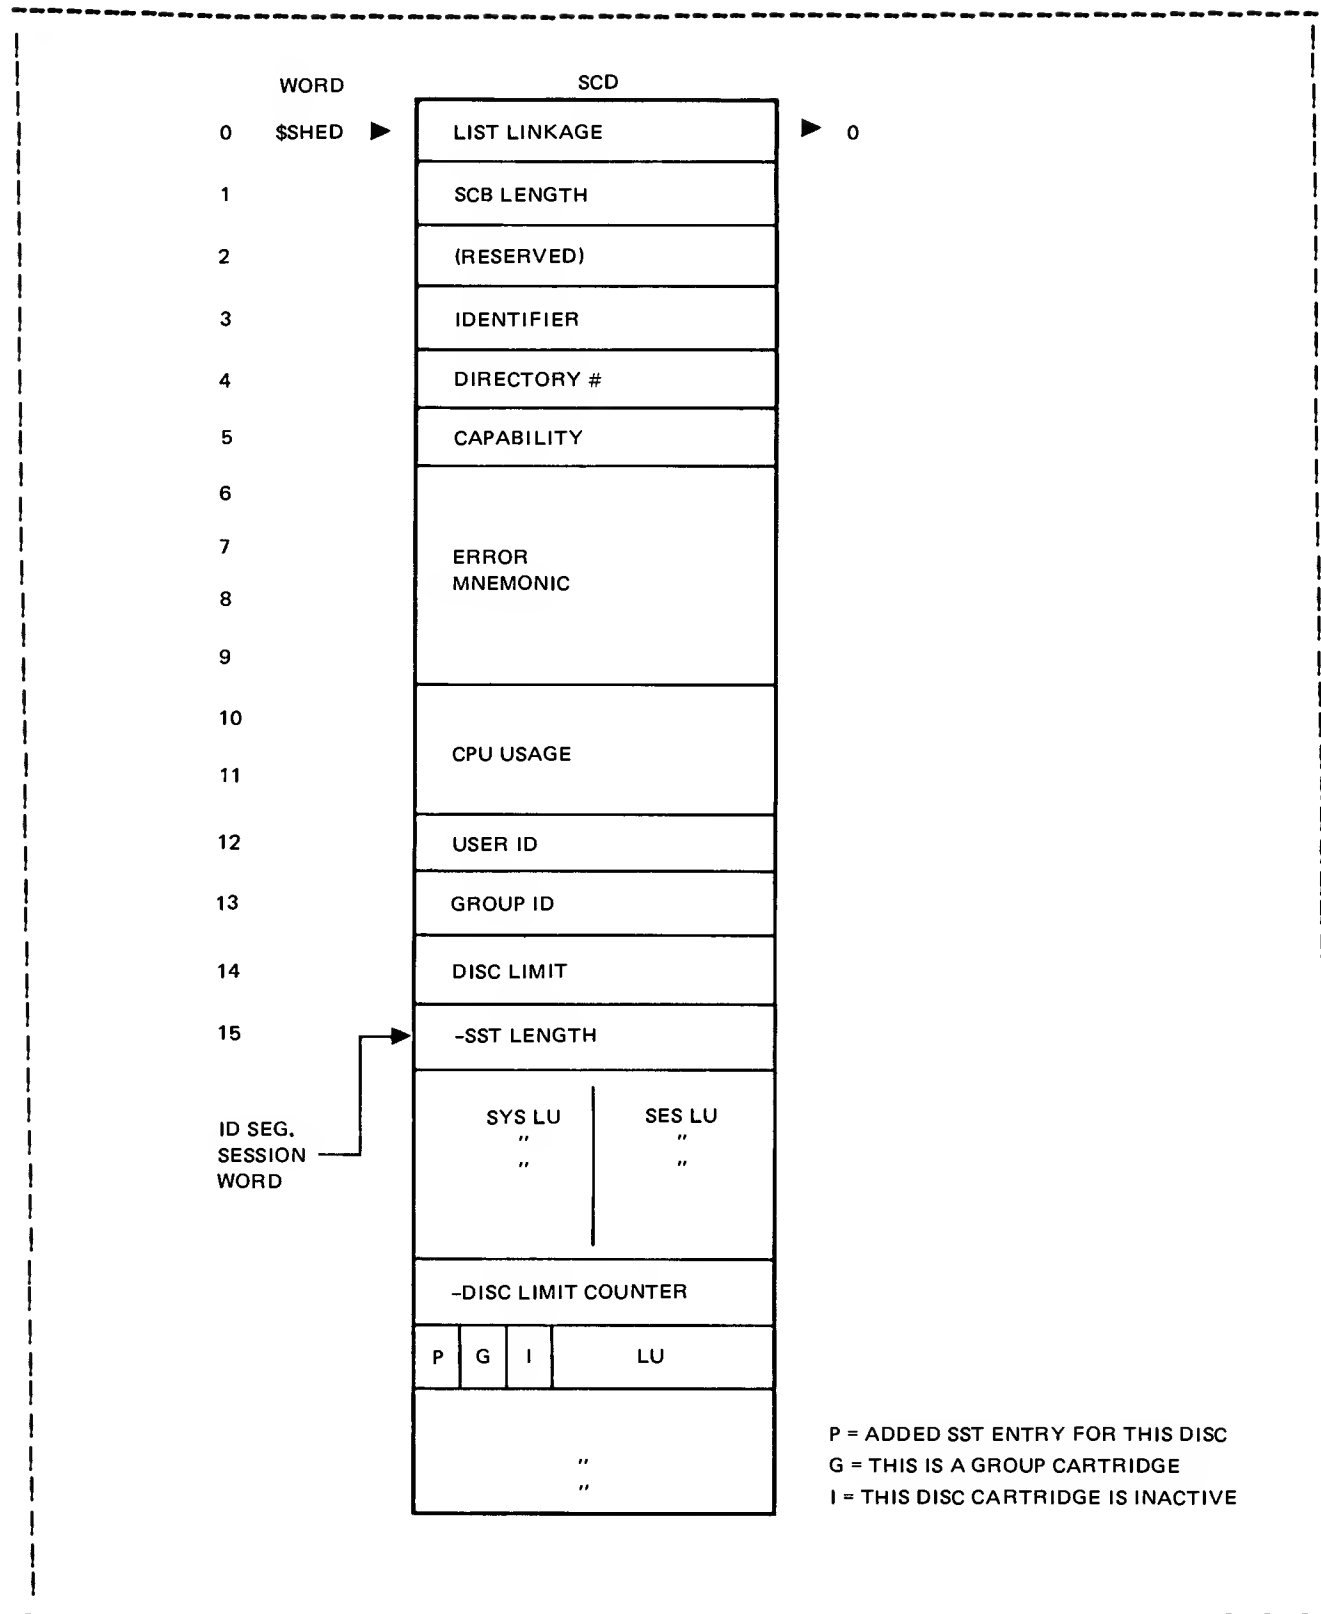 WORD SCD
0 $SHED ► LIST LINKAGE ► 0
1 SCB LENGTH
2 (RESERVED)
3 IDENTIFIER
4 DIRECTORY #
5 CAPABILITY
6
7 ERROR
MNEMONIC
8
9
10
CPU USAGE
11
12 USER ID
13 GROUP ID
14 DISC LIMIT
15 -SST LENGTH
SYS LU SES LU
ID SEG. " "
SESSION " "
WORD
-DISC LIMIT COUNTER
P G I LU
"
"
P = ADDED SST ENTRY FOR THIS DISC
G = THIS IS A GROUP CARTRIDGE
I = THIS DISC CARTRIDGE IS INACTIVE